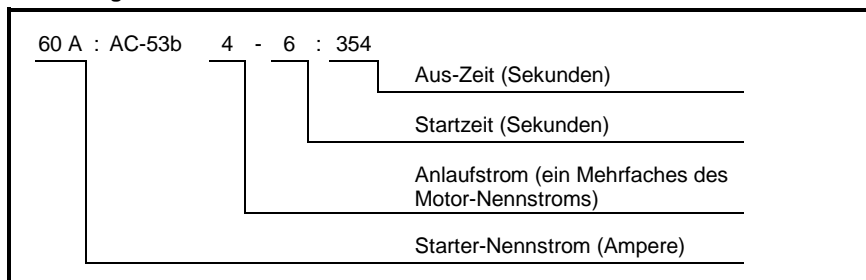 60 A : AC-53b 4 - 6 : 354
Aus-Zeit (Sekunden)
Startzeit (Sekunden)
Anlaufstrom (ein Mehrfaches des
Motor-Nennstroms)
Starter-Nennstrom (Ampere)